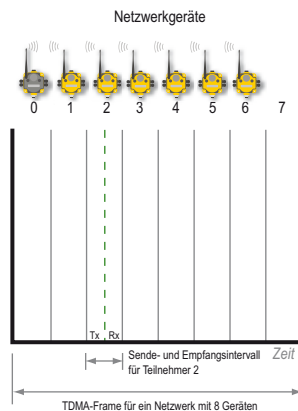 Netzwerkgeräte
0 1 2 3 4 5 6 7
Tx Rx
Sende- und Empfangsintervall
für Teilnehmer 2
Zeit
TDMA-Frame für ein Netzwerk mit 8 Geräten